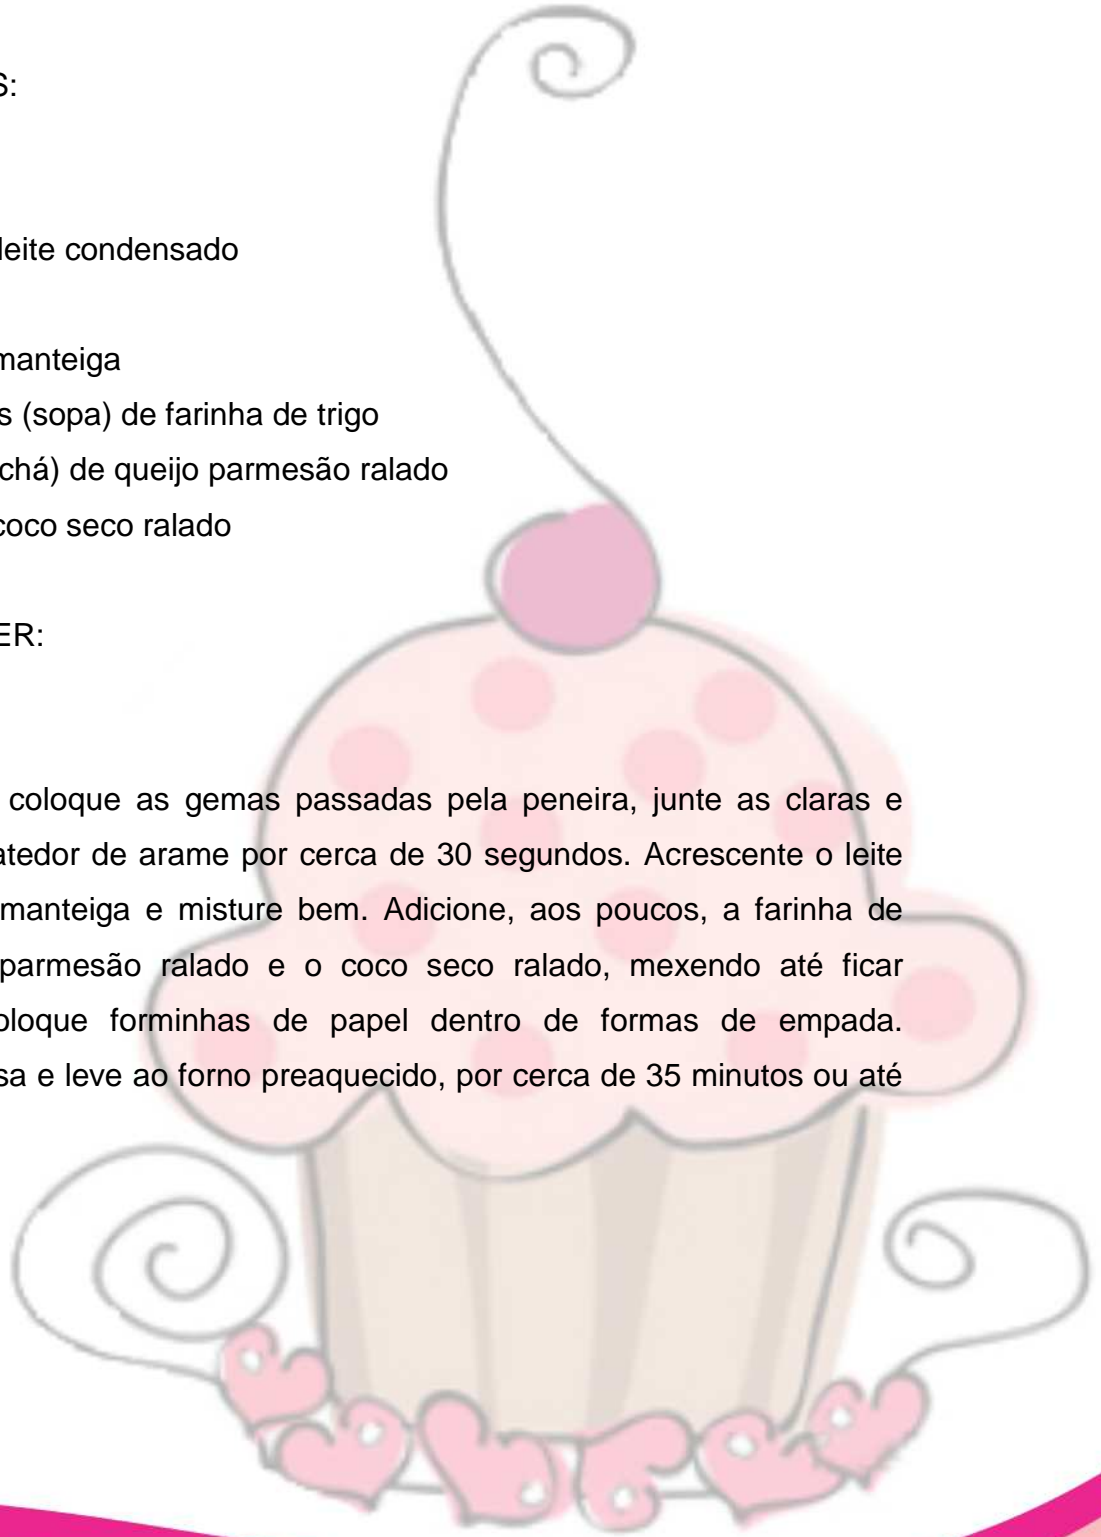 S:
leite condensado
manteiga
s (sopa) de farinha de trigo
chá) de queijo parmesão ralado
coco seco ralado
ER:
coloque as gemas passadas pela peneira, junte as claras e
atedor de arame por cerca de 30 segundos. Acrescente o leite
manteiga e misture bem. Adicione, aos poucos, a farinha de
parmesão ralado e o coco seco ralado, mexendo até ficar
oloque forminhas de papel dentro de formas de empada.
sa e leve ao forno preaquecido, por cerca de 35 minutos ou até